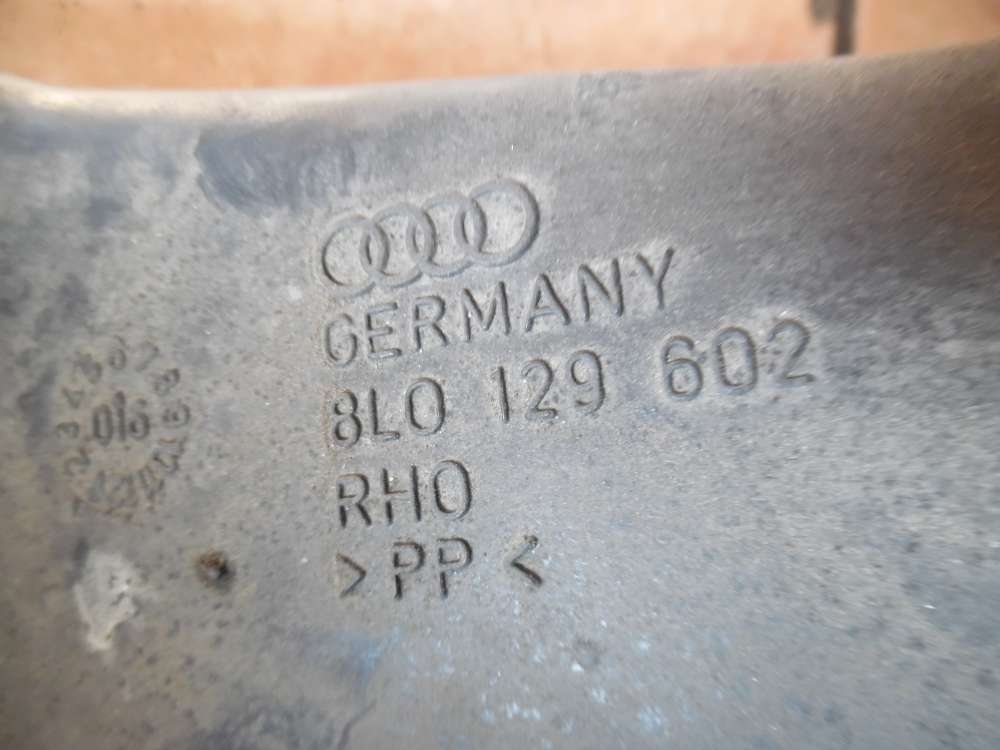 GERMANY
8L0 129 602
RHO
>PP<